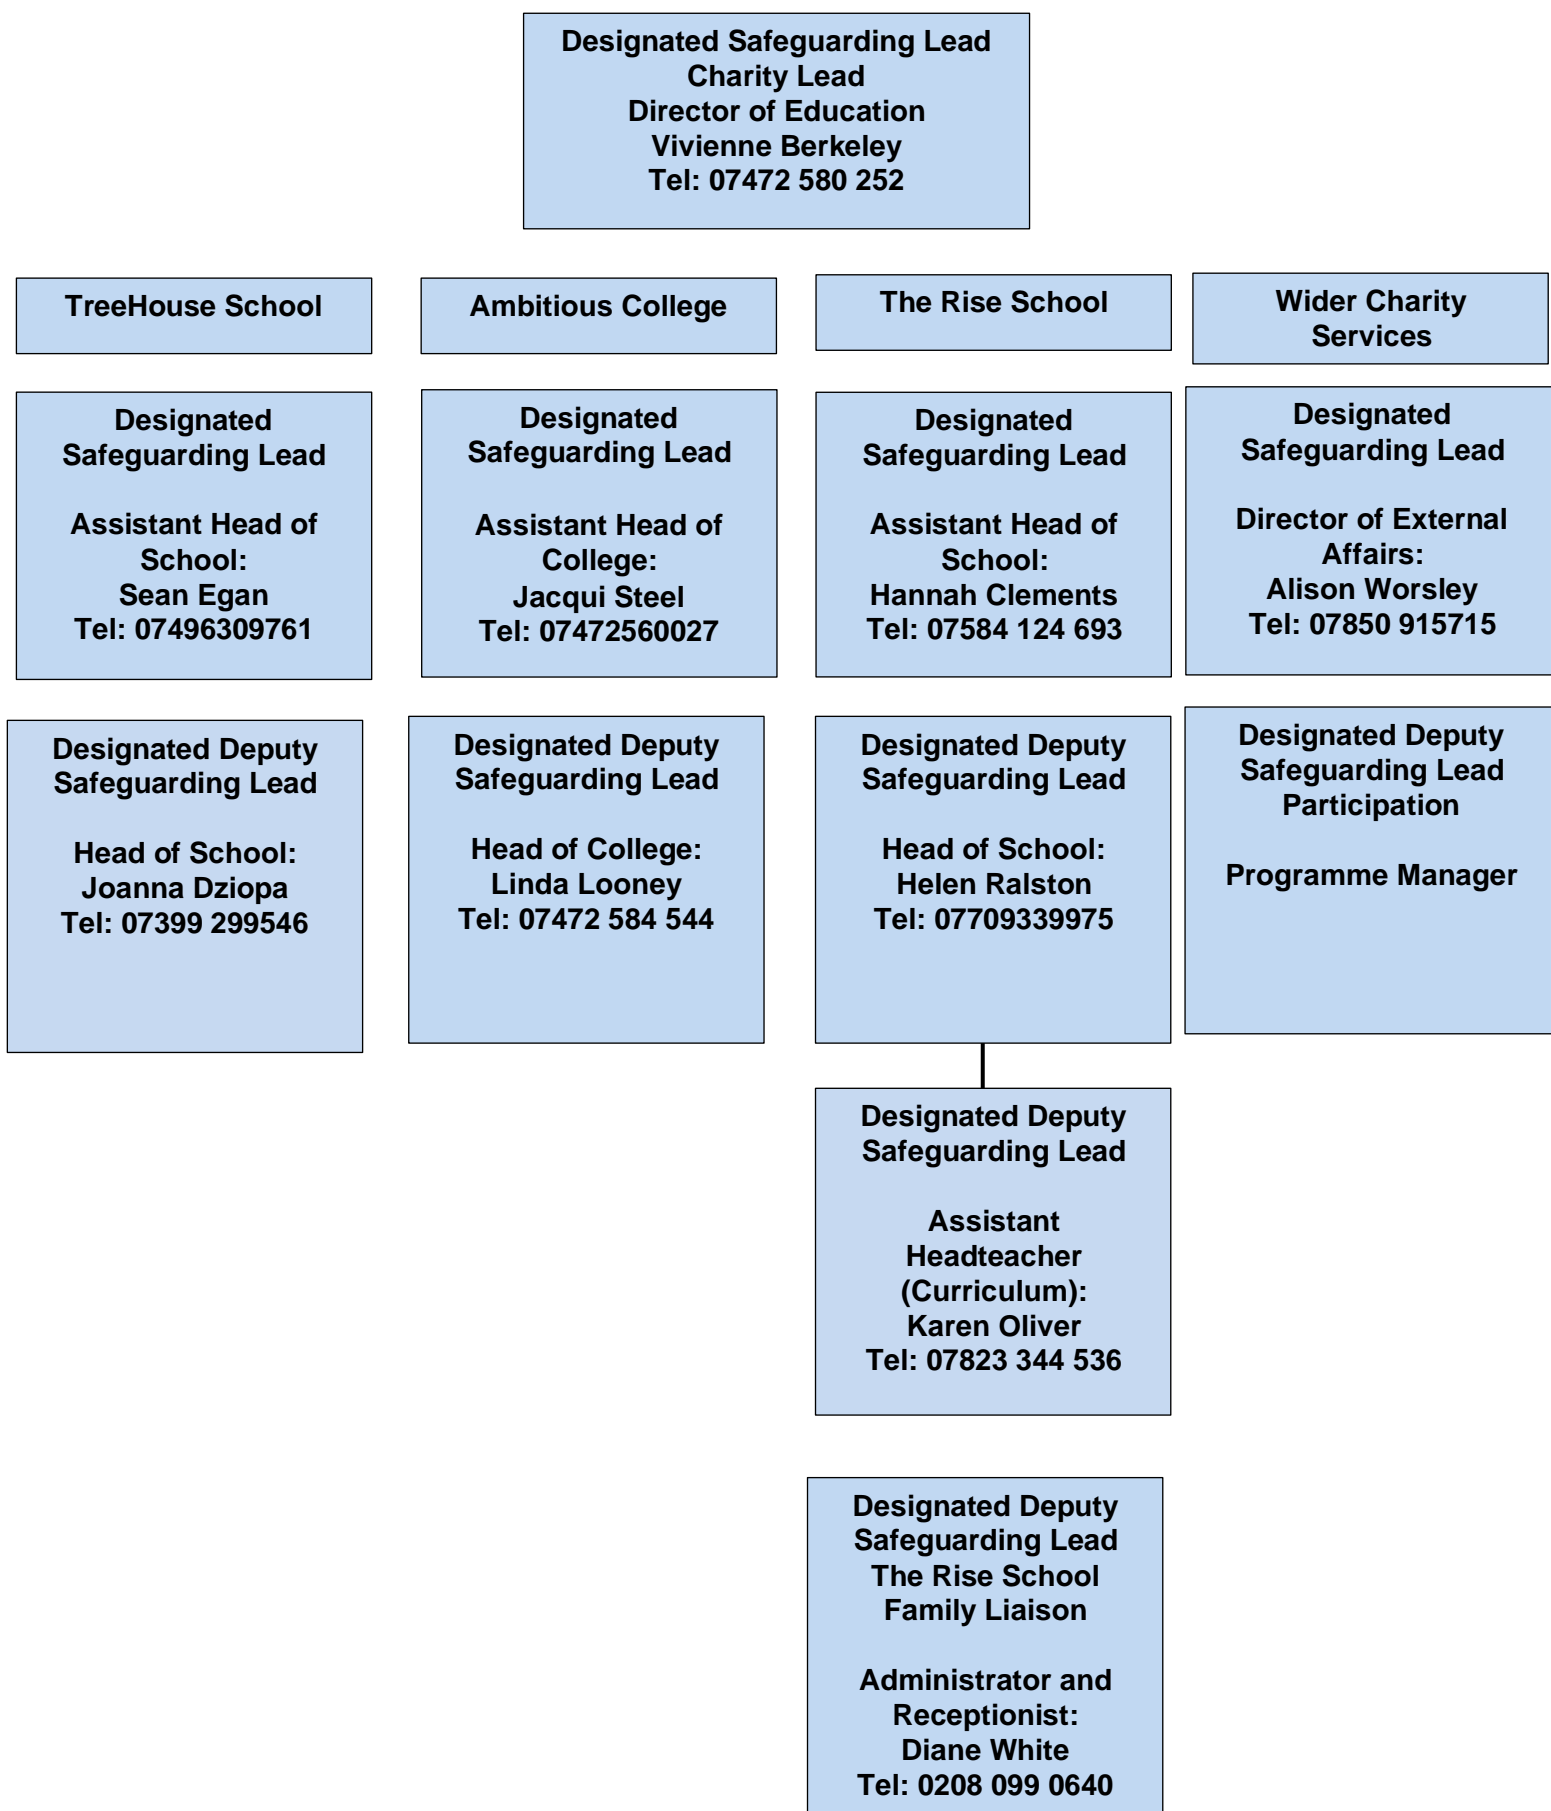 Designated Safeguarding Lead
Charity Lead
Director of Education
Vivienne Berkeley
Tel: 07472 580 252
TreeHouse School
Ambitious College
The Rise School
Wider Charity
Services
Designated
Safeguarding Lead
Assistant Head of
School:
Sean Egan
Tel: 07496309761
Designated
Safeguarding Lead
Assistant Head of
College:
Jacqui Steel
Tel: 07472560027
Designated
Safeguarding Lead
Assistant Head of
School:
Hannah Clements
Tel: 07584 124 693
Designated
Safeguarding Lead
Director of External
Affairs:
Alison Worsley
Tel: 07850 915715
Designated Deputy
Safeguarding Lead
Head of School:
Joanna Dziopa
Tel: 07399 299546
Designated Deputy
Safeguarding Lead
Head of College:
Linda Looney
Tel: 07472 584 544
Designated Deputy
Safeguarding Lead
Head of School:
Helen Ralston
Tel: 07709339975
Designated Deputy
Safeguarding Lead
Participation
Programme Manager
Designated Deputy
Safeguarding Lead
Assistant
Headteacher
(Curriculum):
Karen Oliver
Tel: 07823 344 536
Designated Deputy
Safeguarding Lead
The Rise School
Family Liaison
Administrator and
Receptionist:
Diane White
Tel: 0208 099 0640